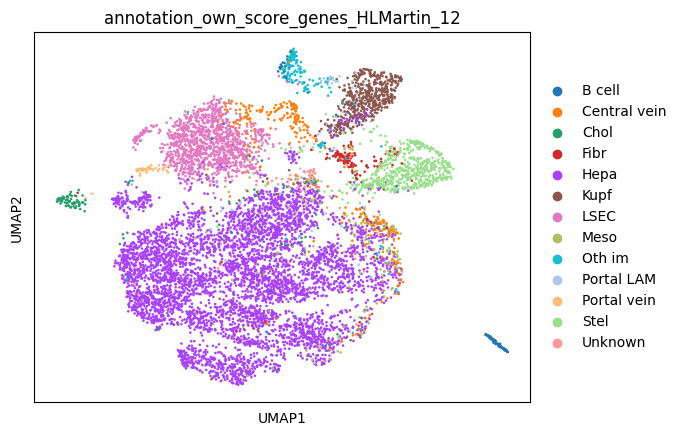 annotation_own_score_genes_HLMartin_12
UMAP2
UMAP1
B cell
Central vein
Chol
Fibr
Hepa
Kupf
LSEC
Meso
Oth im
Portal LAM
Portal vein
Stel
Unknown